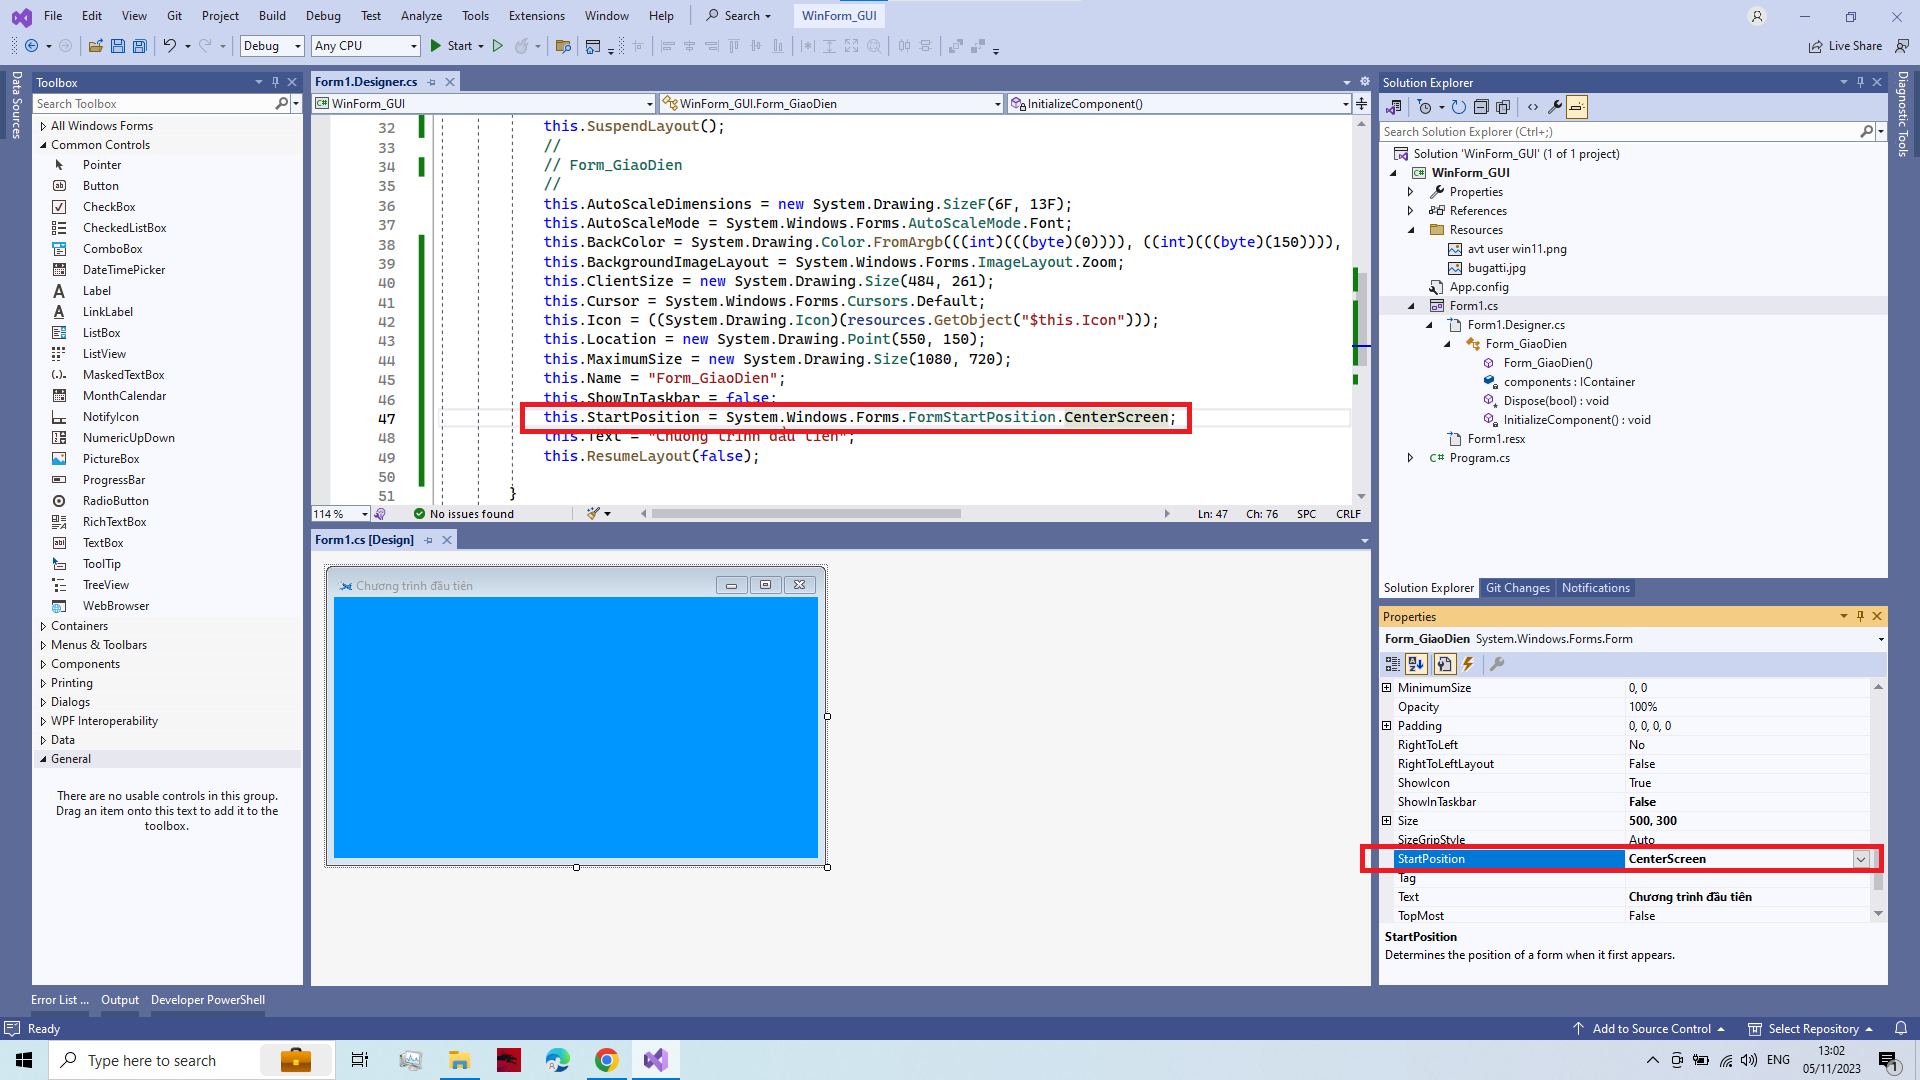 File Edit View Git Project Build Debug Test Analyze Tools Extensions Window Help Search WinForm_GUI
Debug Any CPU Start Live Share
Data Sources
Toolbox
Search Toolbox
All Windows Forms
Common Controls
Pointer
Button
CheckBox
CheckedListBox
ComboBox
DateTimePicker
Label
LinkLabel
ListBox
ListView
MaskedTextBox
MonthCalendar
NotifyIcon
NumericUpDown
PictureBox
ProgressBar
RadioButton
RichTextBox
TextBox
ToolTip
TreeView
WebBrowser
Containers
Menus & Toolbars
Components
Printing
Dialogs
WPF Interoperability
Data
General
There are no usable controls in this group.
Drag an item onto this text to add it to the
toolbox.
Form1.Designer.cs
WinForm_GUI WinForm_GUI.Form_GiaoDien InitializeComponent()
32 this.SuspendLayout();
33 //
34 // Form_GiaoDien
35 //
36 this.AutoScaleDimensions = new System.Drawing.SizeF(6F, 13F);
37 this.AutoScaleMode = System.Windows.Forms.AutoScaleMode.Font;
38 this.BackColor = System.Drawing.Color.FromArgb(((int)(((byte)(0)))), ((int)(((byte)(150)))),
39 this.BackgroundImageLayout = System.Windows.Forms.ImageLayout.Zoom;
40 this.ClientSize = new System.Drawing.Size(484, 261);
41 this.Cursor = System.Windows.Forms.Cursors.Default;
42 this.Icon = ((System.Drawing.Icon)(resources.GetObject("$this.Icon")));
43 this.Location = new System.Drawing.Point(550, 150);
44 this.MaximumSize = new System.Drawing.Size(1080, 720);
45 this.Name = "Form_GiaoDien";
46 this.ShowInTaskbar = false;
47 this.StartPosition = System.Windows.Forms.FormStartPosition.CenterScreen;
48 this.Text = "Chương trình đầu tiên";
49 this.ResumeLayout(false);
50
51 }
114 % No issues found Ln: 47 Ch: 76 SPC CRLF
Form1.cs [Design]
Chương trình đầu tiên
Solution Explorer
Search Solution Explorer (Ctrl+;)
Solution 'WinForm_GUI' (1 of 1 project)
WinForm_GUI
Properties
References
Resources
avt user win11.png
bugatti.jpg
App.config
Form1.cs
Form1.Designer.cs
Form_GiaoDien
Form_GiaoDien()
components : IContainer
Dispose(bool) : void
InitializeComponent() : void
Form1.resx
C# Program.cs
Solution Explorer Git Changes Notifications
Diagnostic Tools
Properties
Form_GiaoDien System.Windows.Forms.Form
MinimumSize 0, 0
Opacity 100%
Padding 0, 0, 0, 0
RightToLeft No
RightToLeftLayout False
ShowIcon True
ShowInTaskbar False
Size 500, 300
SizeGripStyle Auto
StartPosition CenterScreen
Tag
Text Chương trình đầu tiên
TopMost False
StartPosition
Determines the position of a form when it first appears.
Error List ... Output Developer PowerShell
Ready Add to Source Control Select Repository
Type here to search ENG 13:02
05/11/2023 1